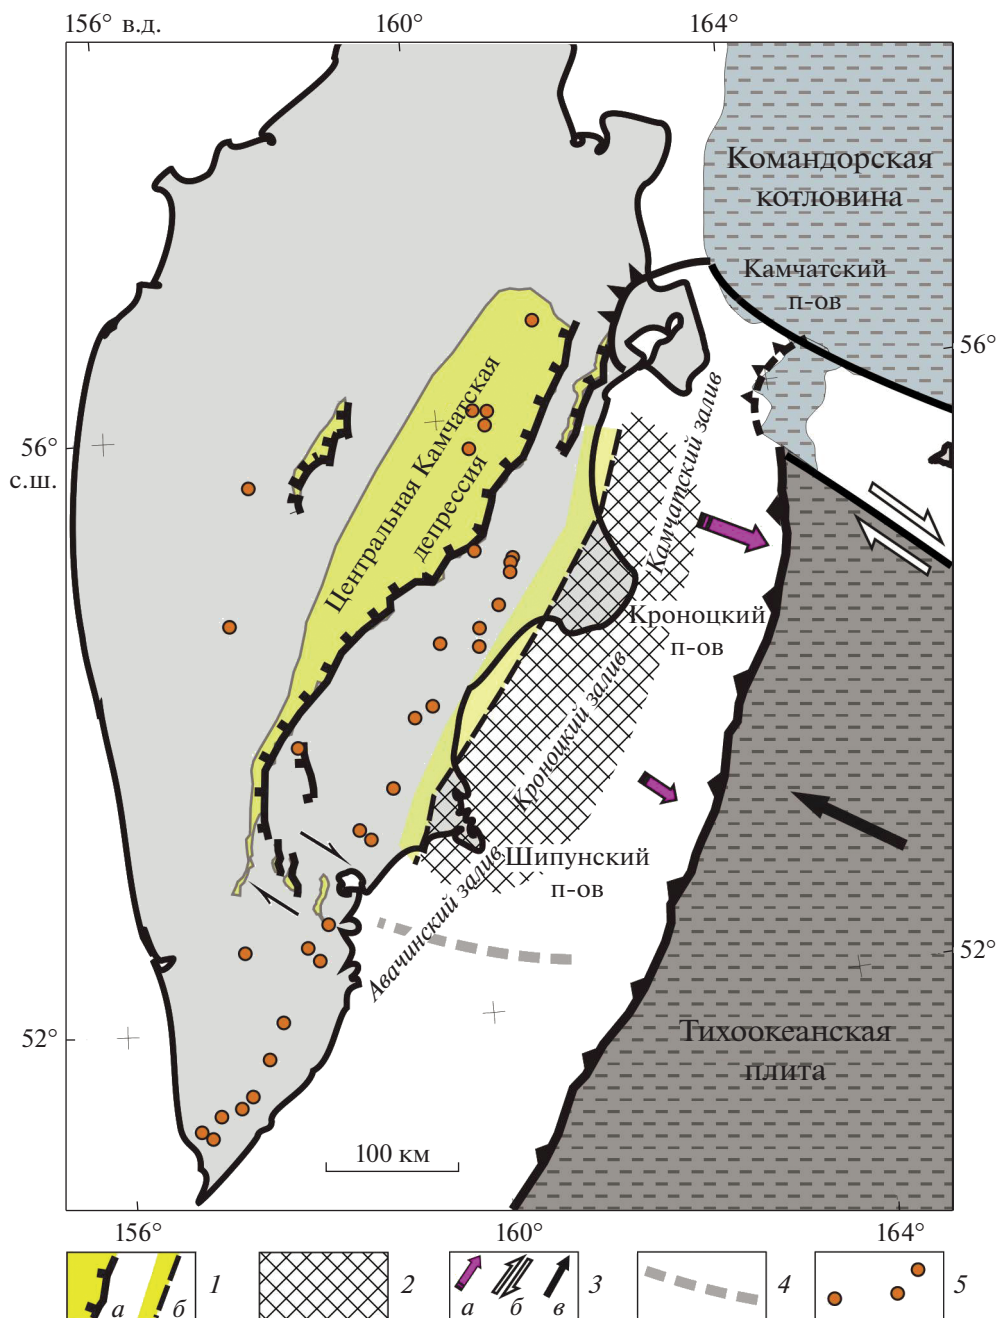 156° в.д.
160°
164°
Командорская
котловина
Камчатский
п-ов
56°
56°
с.ш.
Центральная Камчатская
депрессия
Камчатский залив
Кроноцкий
п-ов
Кроноцкий залив
Шипунский
п-ов
Авачинский залив
52°
52°
Тихоокеанская
плита
100 км
156°
160°
164°
а
б
1
2
а
б
в
3
4
5